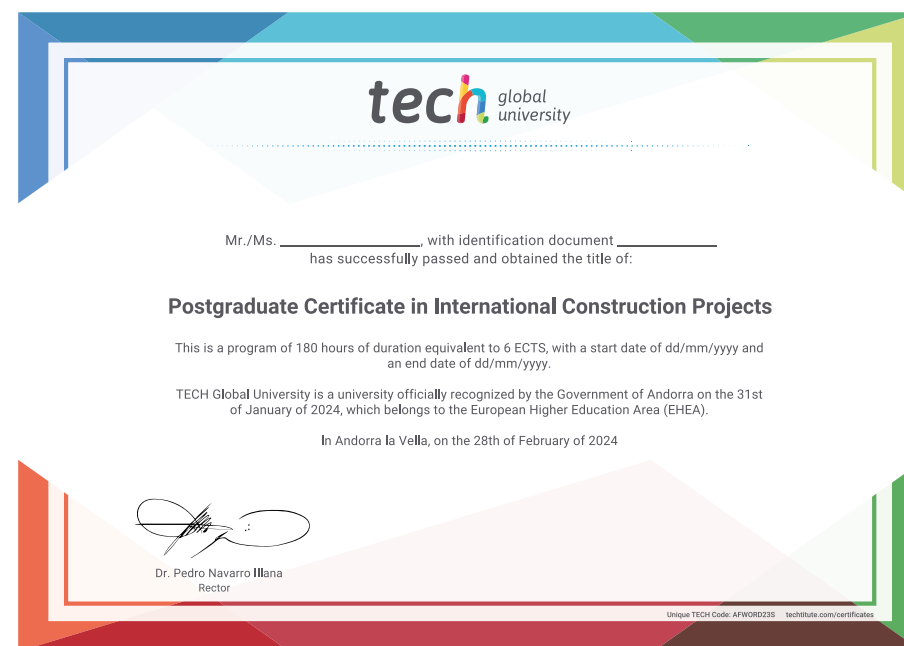 tech global university
Mr./Ms. ____________________, with identification document ______________
has successfully passed and obtained the title of:
Postgraduate Certificate in International Construction Projects
This is a program of 180 hours of duration equivalent to 6 ECTS, with a start date of dd/mm/yyyy and
an end date of dd/mm/yyyy.
TECH Global University is a university officially recognized by the Government of Andorra on the 31st
of January of 2024, which belongs to the European Higher Education Area (EHEA).
In Andorra la Vella, on the 28th of February of 2024
Dr. Pedro Navarro Illana
Rector
Unique TECH Code: AFWORD23S techtitute.com/certificates